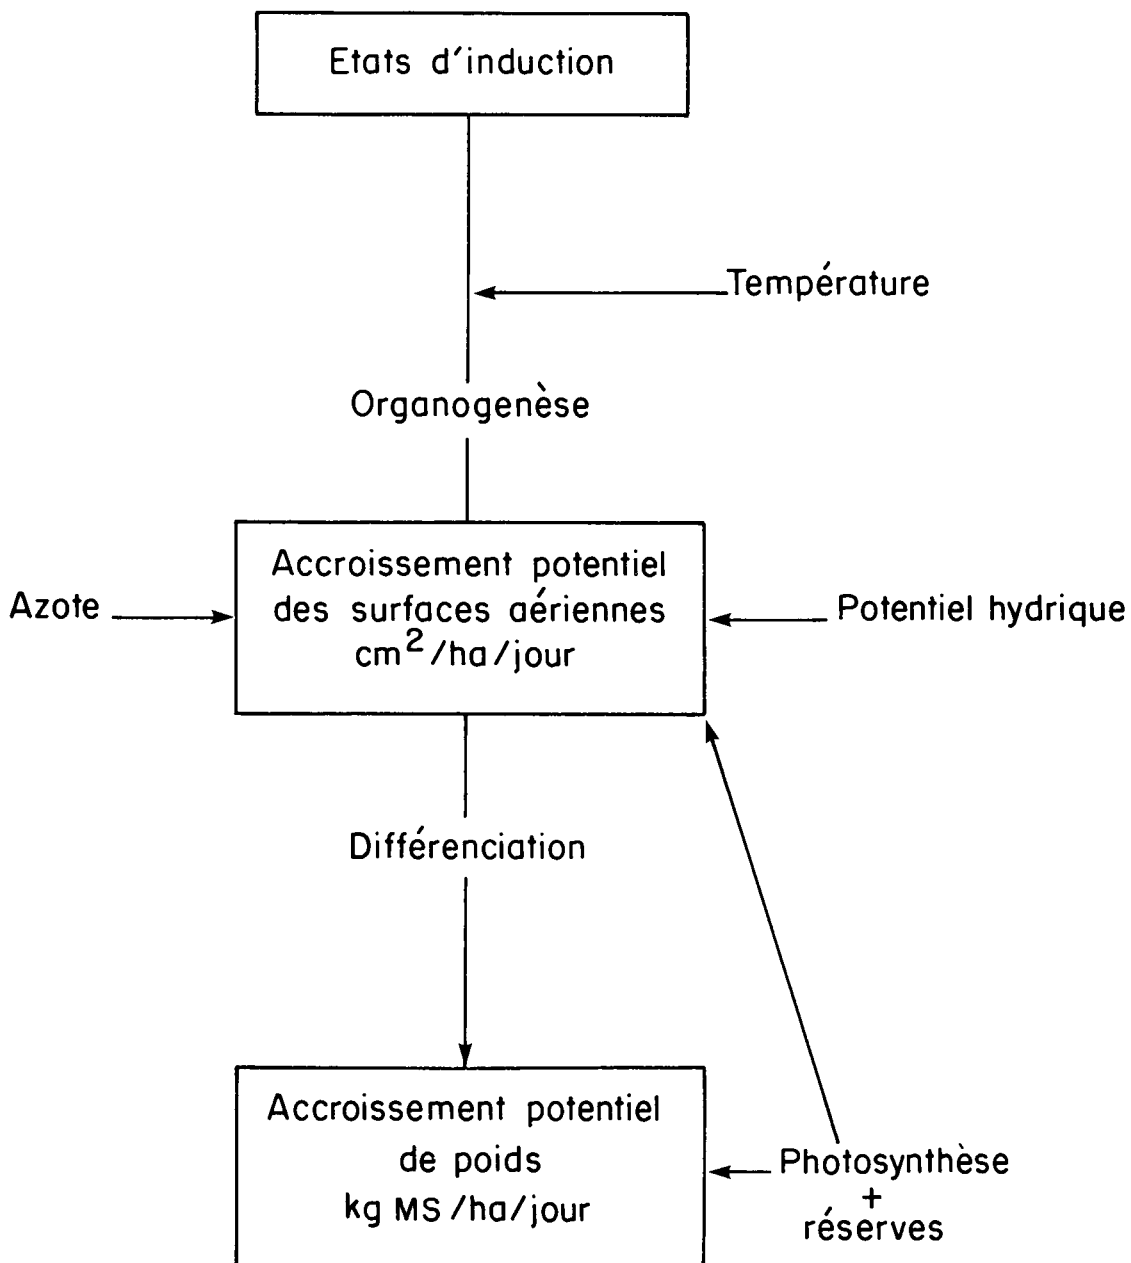 Etats d'induction
Température
Organogenèse
Accroissement potentiel
des surfaces aériennes
cm²/ha/jour
Azote
Potentiel hydrique
Différenciation
Accroissement potentiel
de poids
kg MS/ha/jour
Photosynthèse
+
réserves